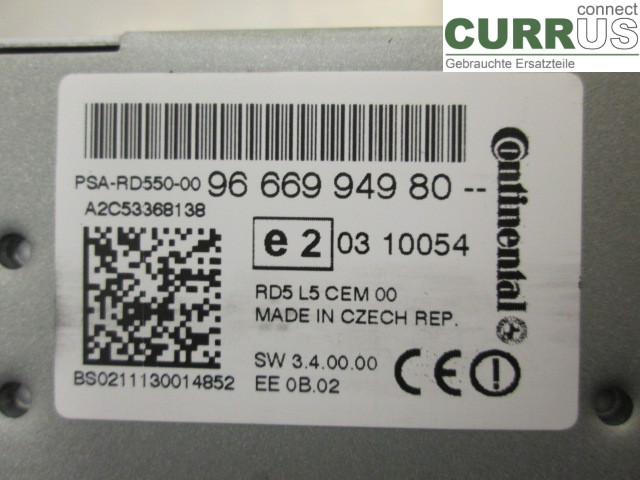 connect
CURRUS
Gebrauchte Ersatzteile
PSA-RD550-00 96 669 949 80 --
A2C53368138
e 2 03 10054
RD5 L5 CEM 00
MADE IN CZECH REP.
SW 3.4.00.00
EE 0B.02
BS0211130014852
CE
Continental